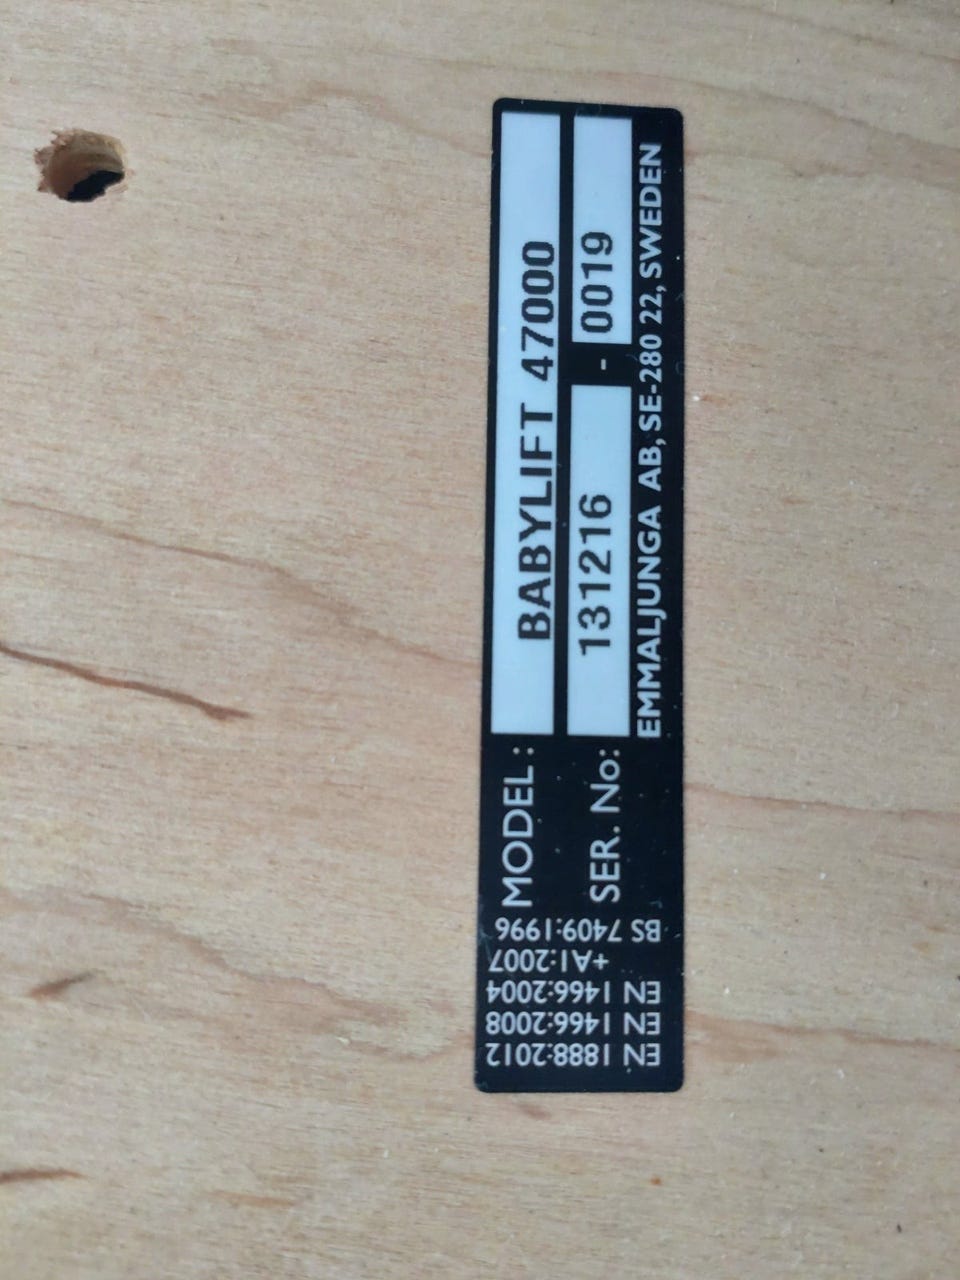 MODEL: BABYLIFT 47000
SER. No: 131216 - 0019
EMMALJUNGA AB, SE-280 22, SWEDEN
EN 1888:2012
EN 1466:2008
EN 1466:2004
+A1:2007
BS 7409:1996